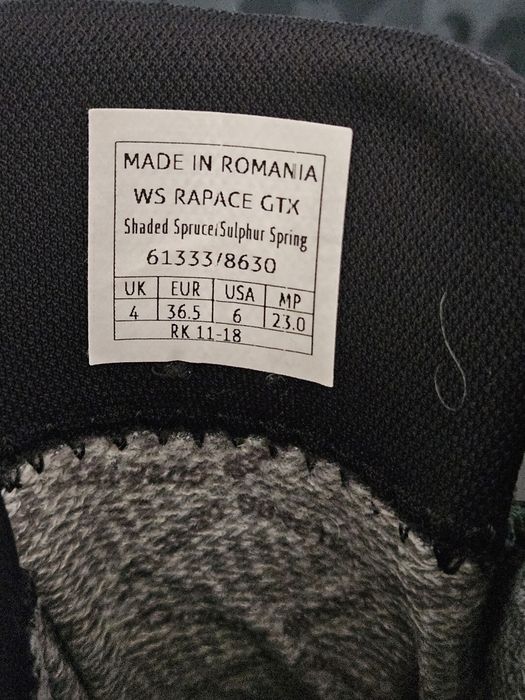 MADE IN ROMANIA
WS RAPACE GTX
Shaded Spruce/Sulphur Spring
61333/8630
UK EUR USA MP
4 36.5 6 23.0
RK 11-18